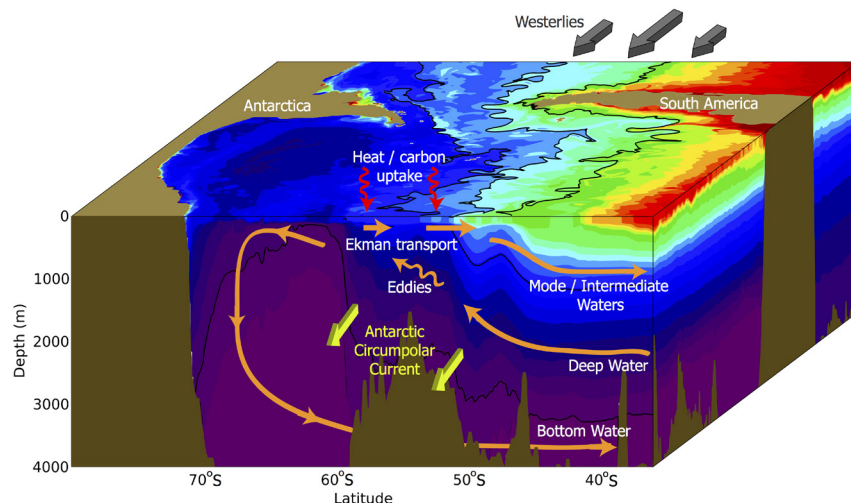 Westerlies
Antarctica
South America
Heat / carbon
uptake
0
Ekman transport
1000
Eddies
Mode / Intermediate
Waters
Depth (m)
2000
Antarctic
Circumpolar
Current
Deep Water
3000
Bottom Water
4000
70°S
60°S
50°S
40°S
Latitude